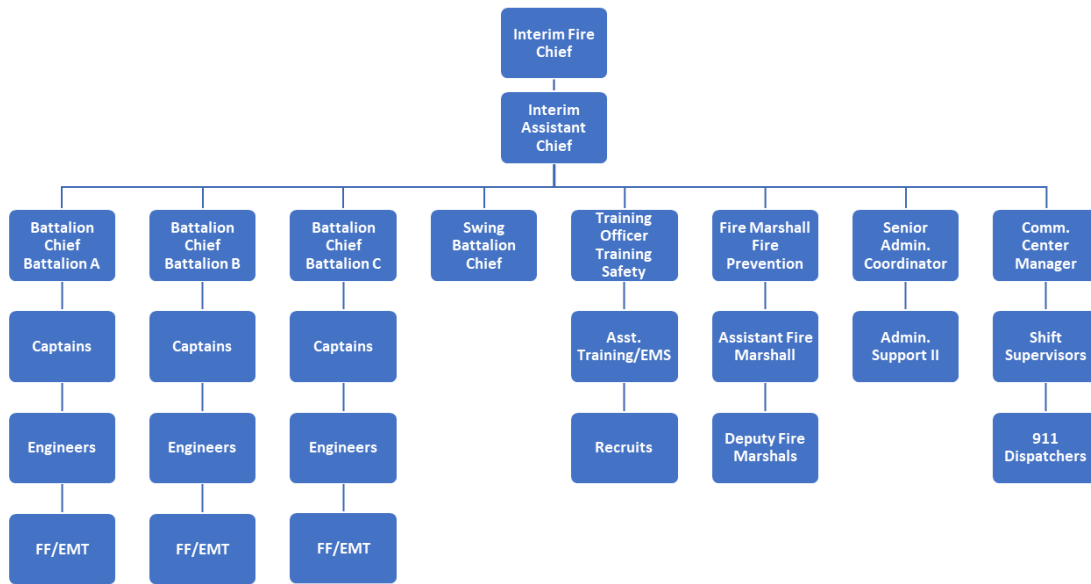 Interim Fire
Chief
Interim
Assistant
Chief
Battalion
Chief
Battalion A
Battalion
Chief
Battalion B
Battalion
Chief
Battalion C
Swing
Battalion
Chief
Training
Officer
Training
Safety
Fire Marshall
Fire
Prevention
Senior
Admin.
Coordinator
Comm.
Center
Manager
Captains
Captains
Captains
Asst.
Training/EMS
Assistant Fire
Marshall
Admin.
Support II
Shift
Supervisors
Engineers
Engineers
Engineers
Recruits
Deputy Fire
Marshals
911
Dispatchers
FF/EMT
FF/EMT
FF/EMT